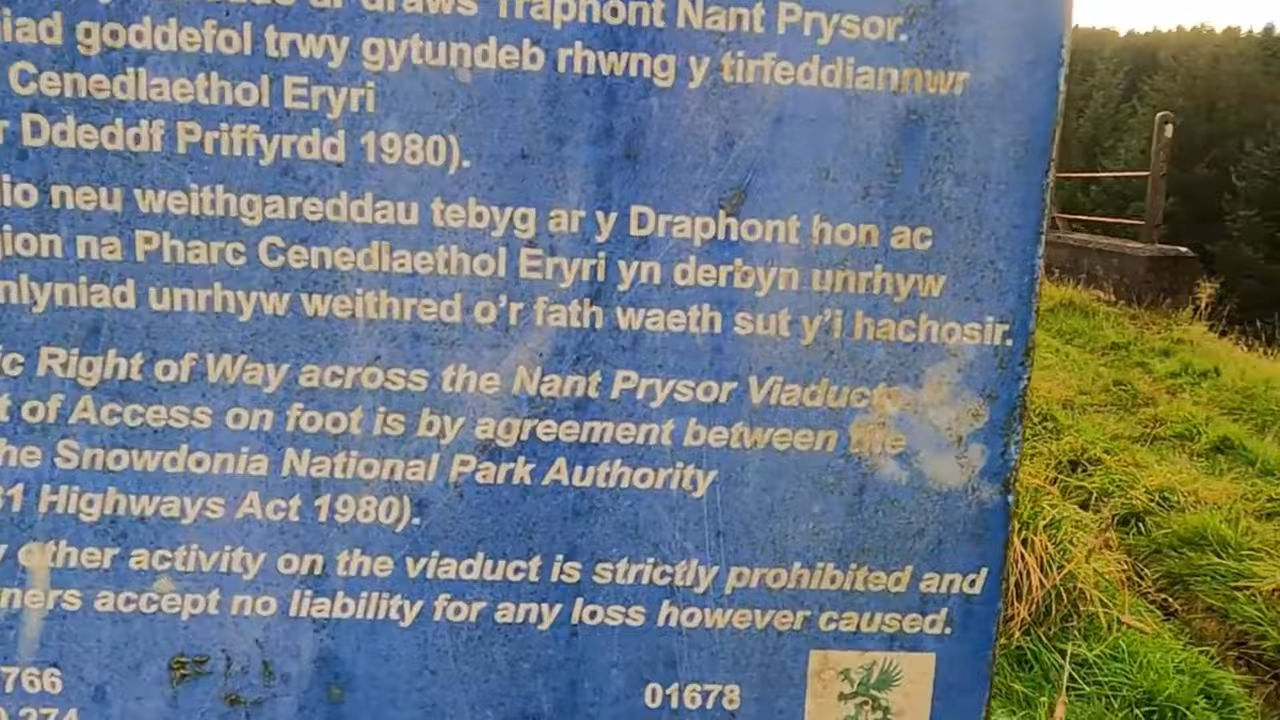 ar draws Traphont Nant Prysor.
iad goddefol trwy gytundeb rhwng y tirfeddiannwr
Cenedlaethol Eryri
r Ddeddf Priffyrdd 1980).
io neu weithgareddau tebyg ar y Draphont hon ac
ion na Pharc Cenedlaethol Eryri yn derbyn unrhyw
nlyniad unrhyw weithred o'r fath waeth sut y'i hachosir.
ic Right of Way across the Nant Prysor Viaduct
t of Access on foot is by agreement between the
he Snowdonia National Park Authority
31 Highways Act 1980).
y other activity on the viaduct is strictly prohibited and
ners accept no liability for any loss however caused.
766
01678
274